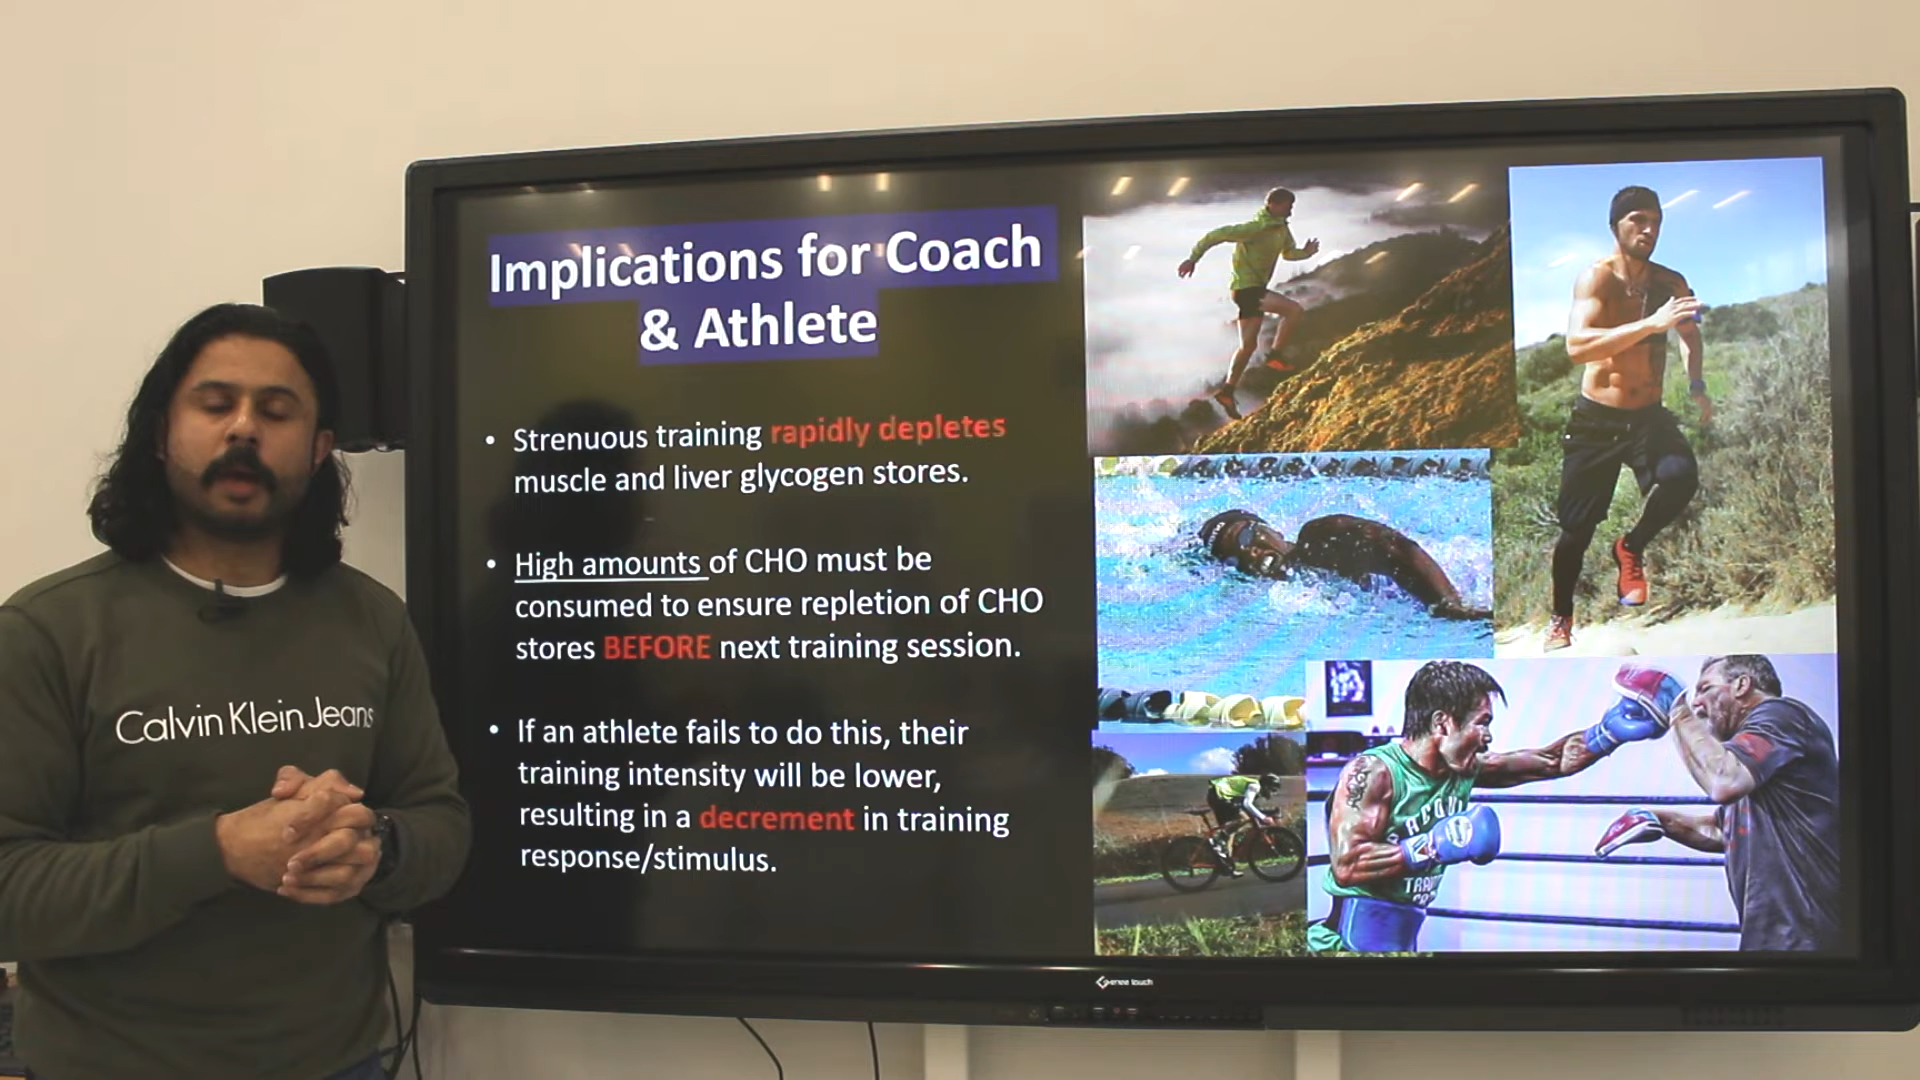 Implications for Coach
& Athlete
• Strenuous training rapidly depletes
muscle and liver glycogen stores.
• High amounts of CHO must be
consumed to ensure repletion of CHO
stores BEFORE next training session.
• If an athlete fails to do this, their
training intensity will be lower,
resulting in a decrement in training
response/stimulus.
Calvin Klein Jeans